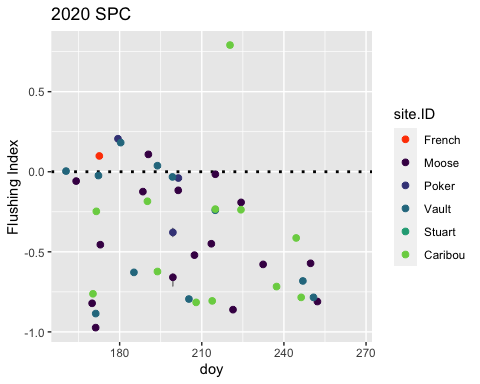 2020 SPC
Flushing Index
0.5
0.0
-0.5
-1.0
180
210
240
270
doy
site.ID
French
Moose
Poker
Vault
Stuart
Caribou